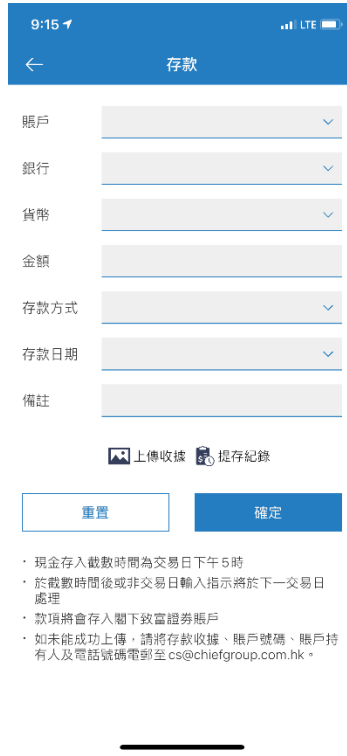 9:15
LTE
存款
賬戶
銀行
貨幣
金額
存款方式
存款日期
備註
上傳收據 提存紀錄
重置 確定
· 現金存入截數時間為交易日下午5時
· 於截數時間後或非交易日輸入指示將於下一交易日
處理
· 款項將會存入閣下致富證券賬戶
· 如未能成功上傳，請將存款收據、賬戶號碼、賬戶持
有人及電話號碼電郵至cs@chiefgroup.com.hk。